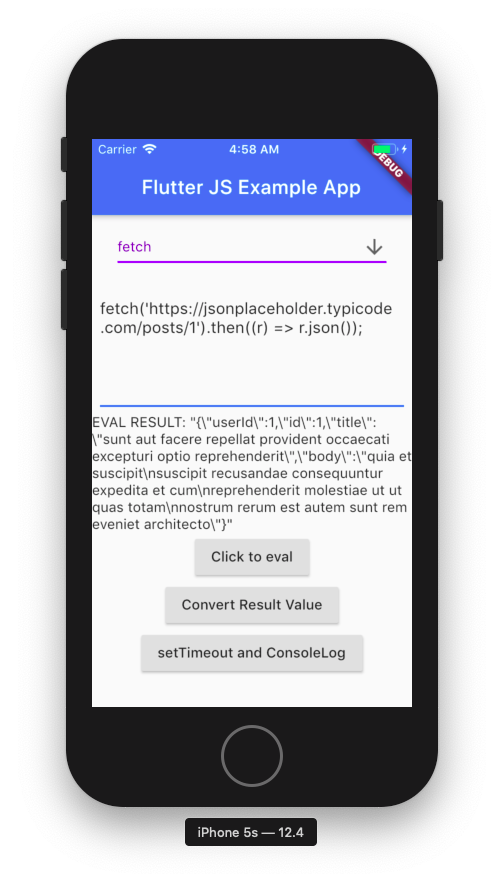 Carrier 4:58 AM
DEBUG
Flutter JS Example App
fetch
fetch('https://jsonplaceholder.typicode
.com/posts/1').then((r) => r.json());
EVAL RESULT: "{\"userId\":1,\"id\":1,\"title\":
\"sunt aut facere repellat provident occaecati
excepturi optio reprehenderit\",\"body\":\"quia et
suscipit\nsuscipit recusandae consequuntur
expedita et cum\nreprehenderit molestiae ut ut
quas totam\nnostrum rerum est autem sunt rem
eveniet architecto\"}"
Click to eval
Convert Result Value
setTimeout and ConsoleLog
iPhone 5s — 12.4